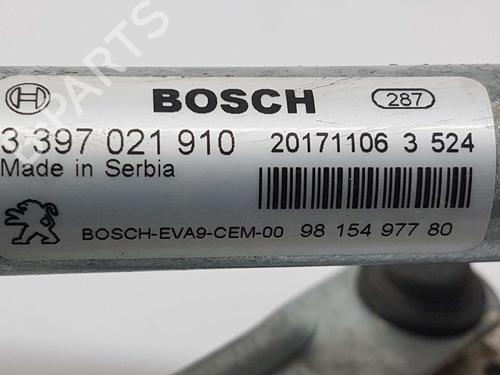 BOSCH 287
3 397 021 910 20171106 3 524
Made in Serbia
BOSCH-EVA9-CEM-00 98 154 977 80